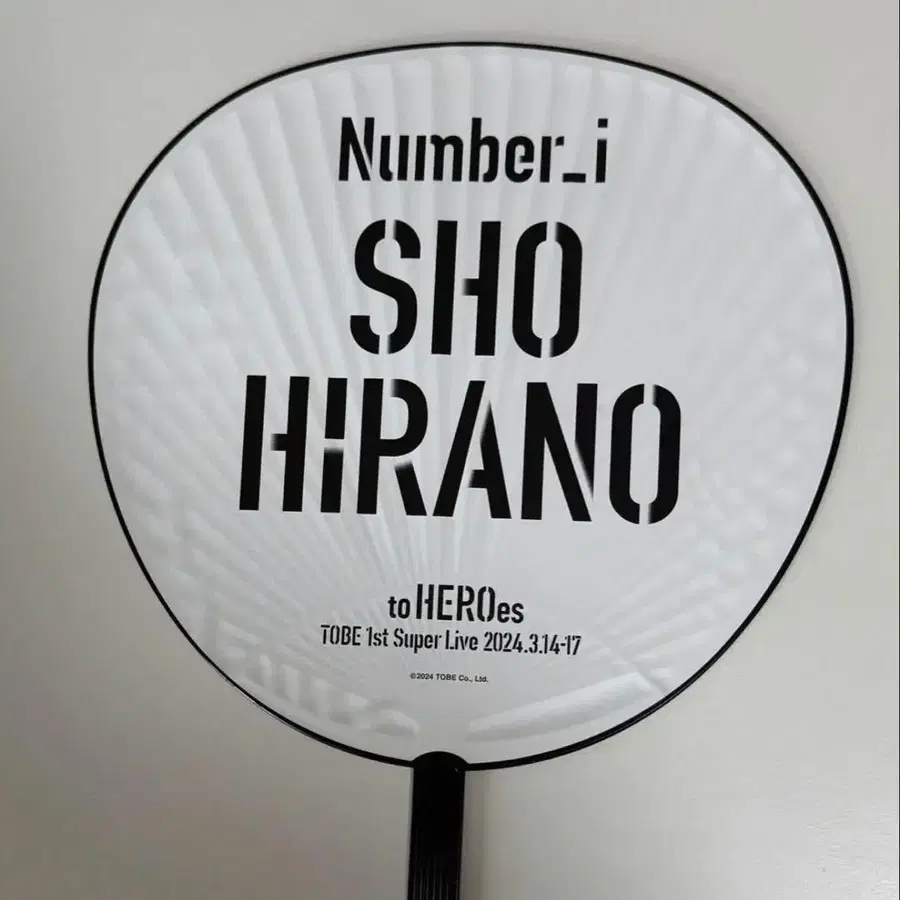 Number_i
SHO
HIRANO
to HEROes
TOBE 1st Super Live 2024.3.14-17
©2024 TOBE Co., Ltd.